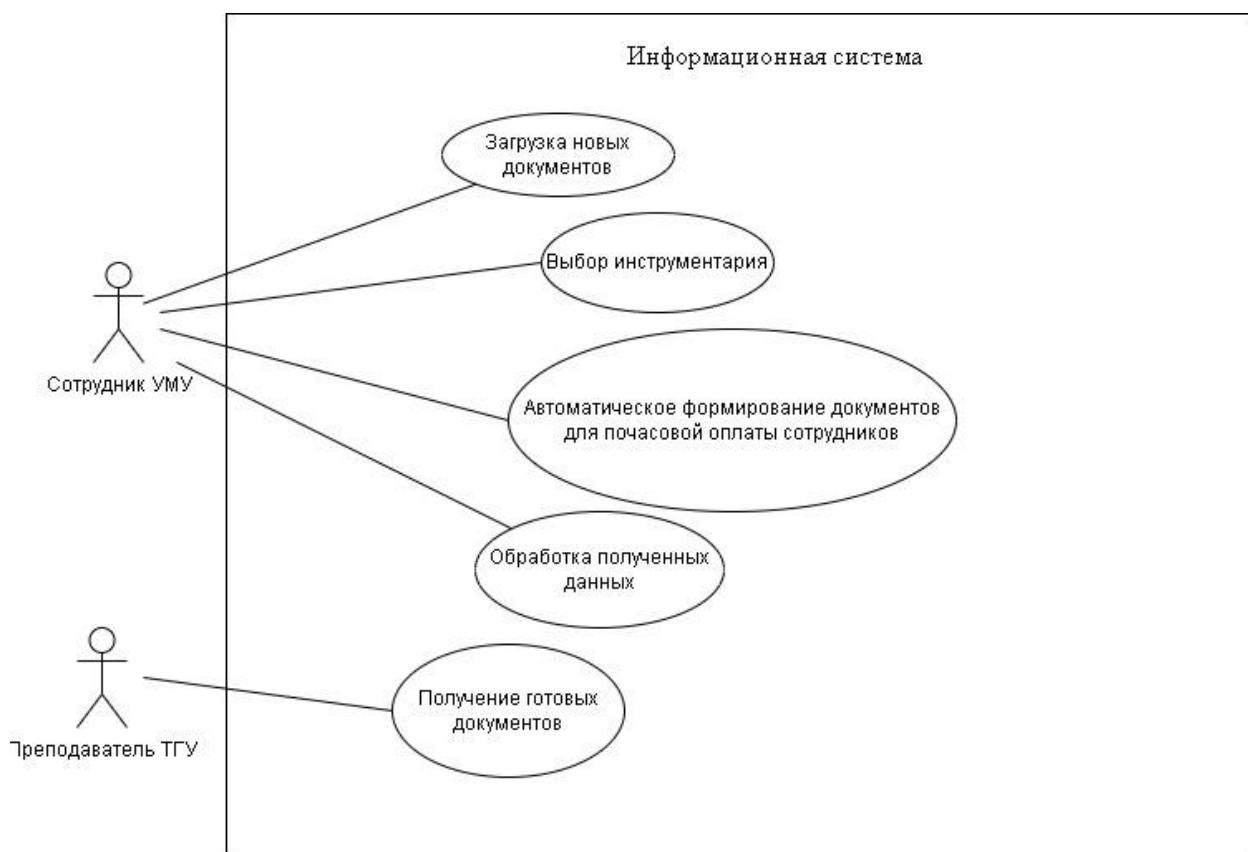 Информационная система
Загрузка новых
документов
Выбор инструментария
Сотрудник УМУ
Автоматическое формирование документов
для почасовой оплаты сотрудников
Обработка полученных
данных
Получение готовых
документов
Преподаватель ТГУ